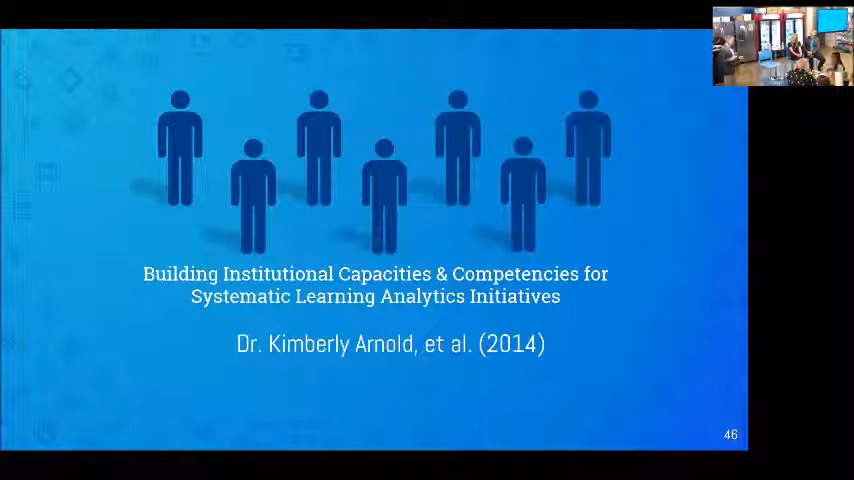 Building Institutional Capacities & Competencies for
Systematic Learning Analytics Initiatives
Dr. Kimberly Arnold, et al. (2014)
46